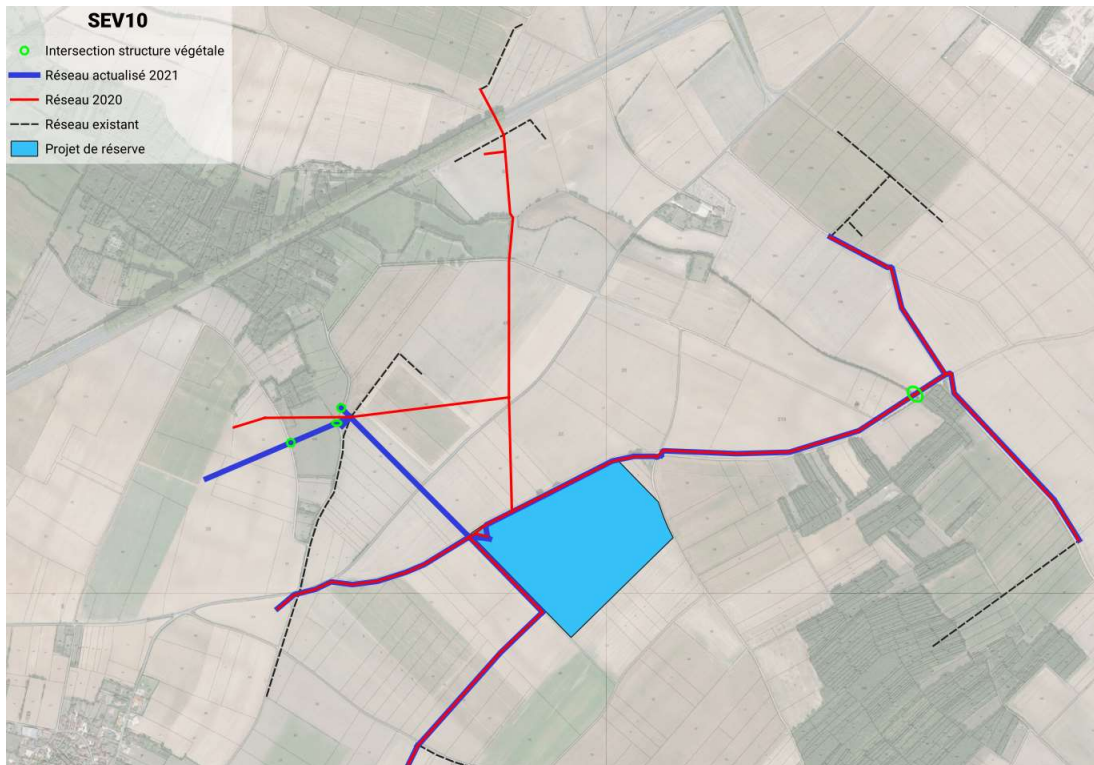 SEV10
Intersection structure végétale
Réseau actualisé 2021
Réseau 2020
Réseau existant
Projet de réserve